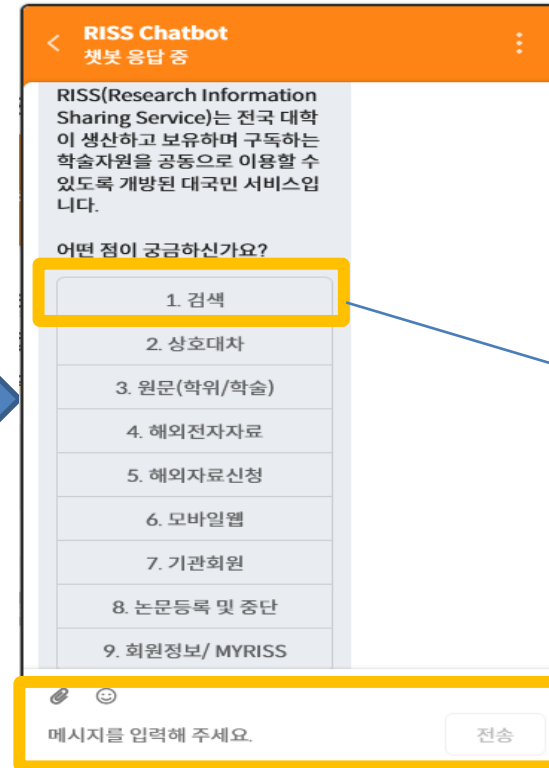 RISS Chatbot
챗봇 응답 중
RISS(Research Information
Sharing Service)는 전국 대학
이 생산하고 보유하며 구독하는
학술자원을 공동으로 이용할 수
있도록 개방된 대국민 서비스입
니다.
어떤 점이 궁금하신가요?
1. 검색
2. 상호대차
3. 원문(학위/학술)
4. 해외전자자료
5. 해외자료신청
6. 모바일웹
7. 기관회원
8. 논문등록 및 중단
9. 회원정보/ MYRISS
메시지를 입력해 주세요.
전송